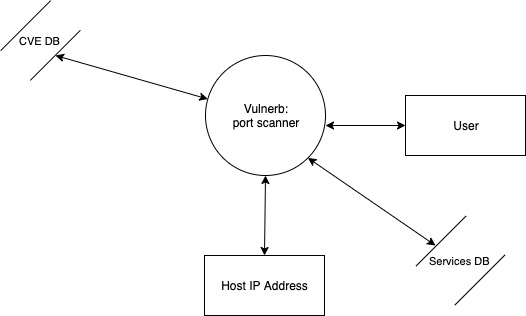 CVE DB
Vulnerb:
port scanner
User
Services DB
Host IP Address